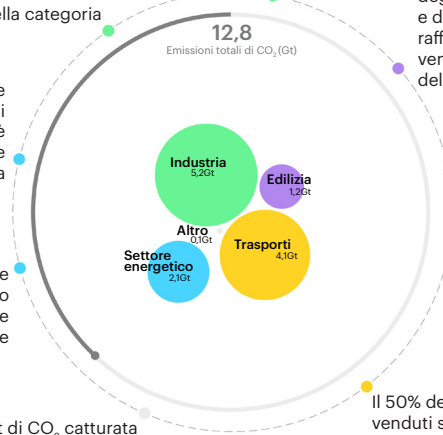 ella categoria
12,8
Emissioni totali di CO₂ (Gt)
e d
raff
ver
del
e
i
è
e
a
Industria
5,2Gt
Edilizia
1,2Gt
Altro
0,1Gt
Trasporti
4,1Gt
Settore
energetico
2,1Gt
e
o
e
e
Il 50% de
venduti s
t di CO₂ catturata